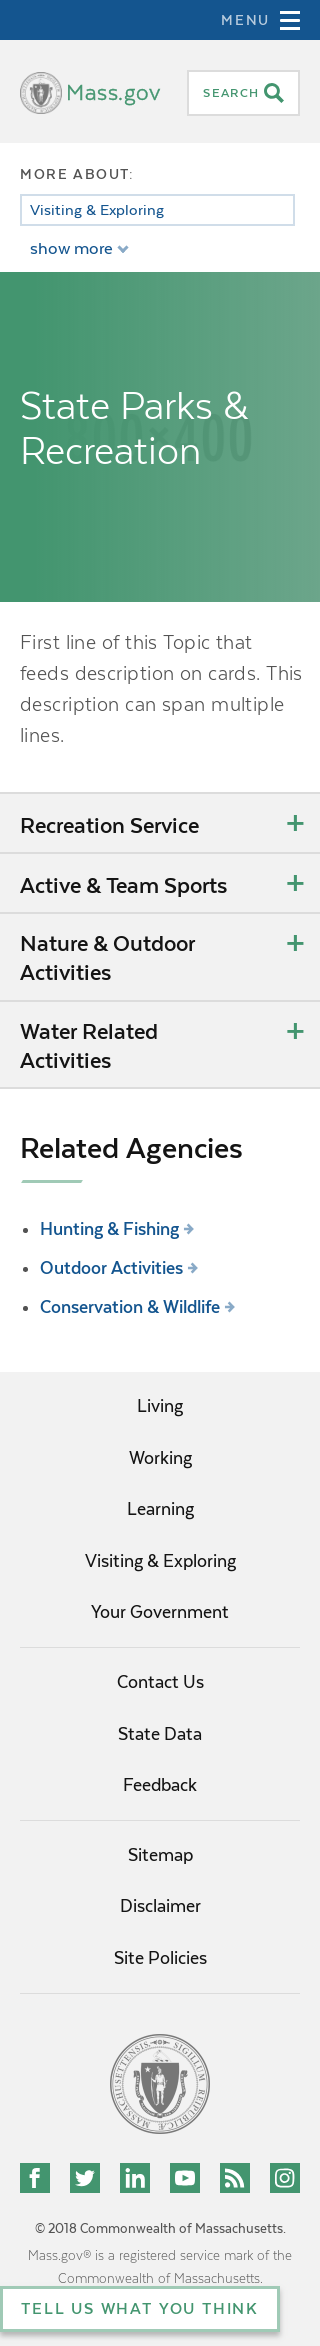 MENU
Mass.gov
SEARCH
MORE ABOUT:
Visiting & Exploring
show more
State Parks &
Recreation
First line of this Topic that
feeds description on cards. This
description can span multiple
lines.
Recreation Service
Active & Team Sports
Nature & Outdoor
Activities
Water Related
Activities
Related Agencies
Hunting & Fishing
Outdoor Activities
Conservation & Wildlife
Living
Working
Learning
Visiting & Exploring
Your Government
Contact Us
State Data
Feedback
Sitemap
Disclaimer
Site Policies
© 2018 Commonwealth of Massachusetts.
Mass.gov® is a registered service mark of the
Commonwealth of Massachusetts.
TELL US WHAT YOU THINK